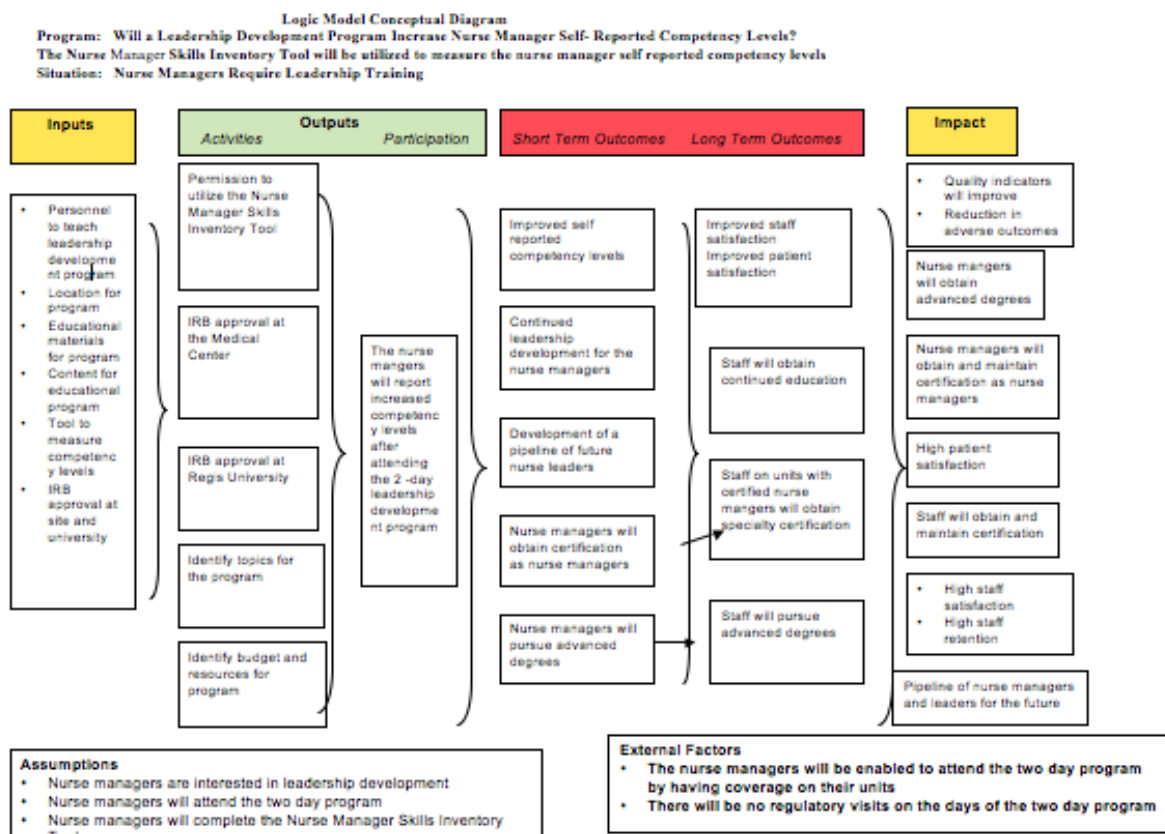 Logic Model Conceptual Diagram
Program: Will a Leadership Development Program Increase Nurse Manager Self- Reported Competency Levels?
The Nurse Manager Skills Inventory Tool will be utilized to measure the nurse manager self reported competency levels
Situation: Nurse Managers Require Leadership Training
Inputs
Outputs
Activities
Participation
Short Term Outcomes
Long Term Outcomes
Impact
• Personnel
to teach
leadership
developme
nt program
• Location for
program
• Educational
materials
for program
• Content for
educational
program
• Tool to
measure
competenc
y levels
• IRB
approval at
site and
university
Permission to
utilize the Nurse
Manager Skills
Inventory Tool
IRB approval at
the Medical
Center
IRB approval at
Regis University
Identify topics for
the program
Identify budget and
resources for
program
The nurse
mangers
will report
increased
competenc
y levels
after
attending
the 2 -day
leadership
developme
nt program
Improved self
reported
competency levels
Continued
leadership
development for the
nurse managers
Development of a
pipeline of future
nurse leaders
Nurse managers will
obtain certification
as nurse managers
Nurse managers will
pursue advanced
degrees
Improved staff
satisfaction
Improved patient
satisfaction
Staff will obtain
continued education
Staff on units with
certified nurse
mangers will obtain
specialty certification
Staff will pursue
advanced degrees
• Quality indicators
will improve
• Reduction in
adverse outcomes
Nurse mangers
will obtain
advanced degrees
Nurse managers will
obtain and maintain
certification as nurse
managers
High patient
satisfaction
Staff will obtain and
maintain certification
• High staff
satisfaction
• High staff
retention
Pipeline of nurse managers
and leaders for the future
Assumptions
• Nurse managers are interested in leadership development
• Nurse managers will attend the two day program
• Nurse managers will complete the Nurse Manager Skills Inventory
External Factors
• The nurse managers will be enabled to attend the two day program
by having coverage on their units
• There will be no regulatory visits on the days of the two day program